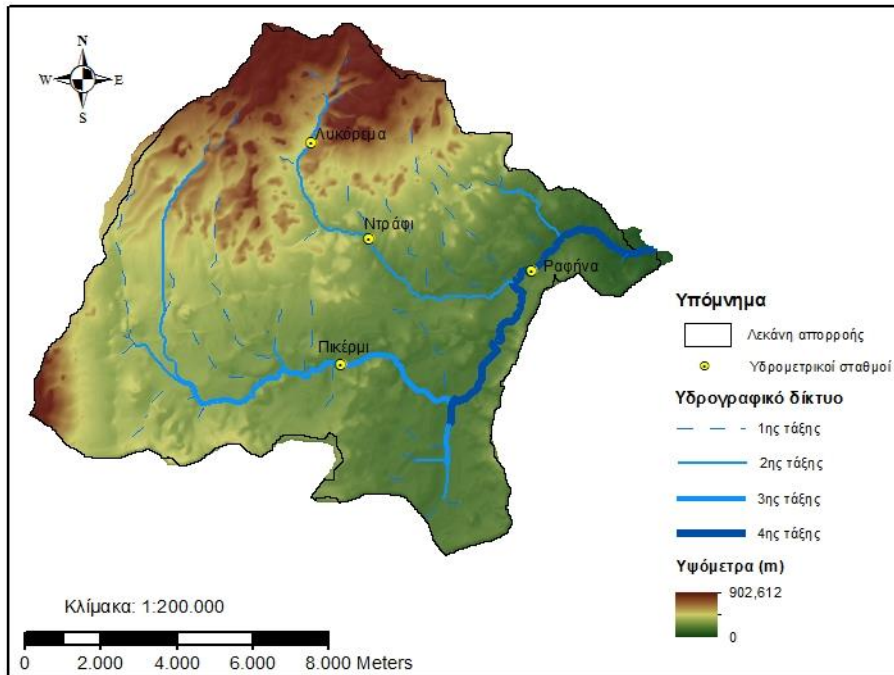 N
W E
S
Λυκόρεμα
Ντράφι
Ραφήνα
Πικέρμι
Υπόμνημα
Λεκάνη απορροής
Υδρομετρικοί σταθμοί
Υδρογραφικό δίκτυο
1ης τάξης
2ης τάξης
3ης τάξης
4ης τάξης
Υψόμετρα (m)
902,612
0
Κλίμακα: 1:200.000
0 2.000 4.000 6.000 8.000 Meters